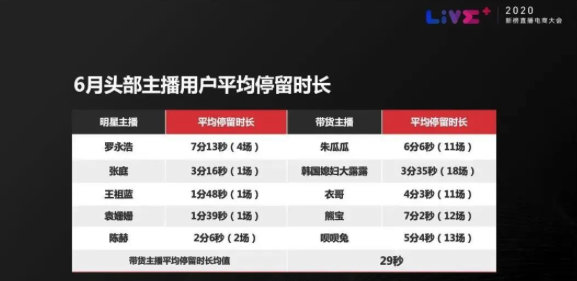 LiVE+
2020
新榜直播电商大会
6月头部主播用户平均停留时长
明星主播 平均停留时长 带货主播 平均停留时长
罗永浩 7分13秒（4场） 朱瓜瓜 6分6秒（11场）
张庭 3分16秒（1场） 韩国媳妇大璐璐 3分35秒（18场）
王祖蓝 1分48秒（1场） 衣哥 4分3秒（11场）
袁姗姗 1分39秒（1场） 熊宝 7分2秒（12场）
陈赫 2分6秒（2场） 呗呗兔 5分4秒（13场）
带货主播平均停留时长均值 29秒